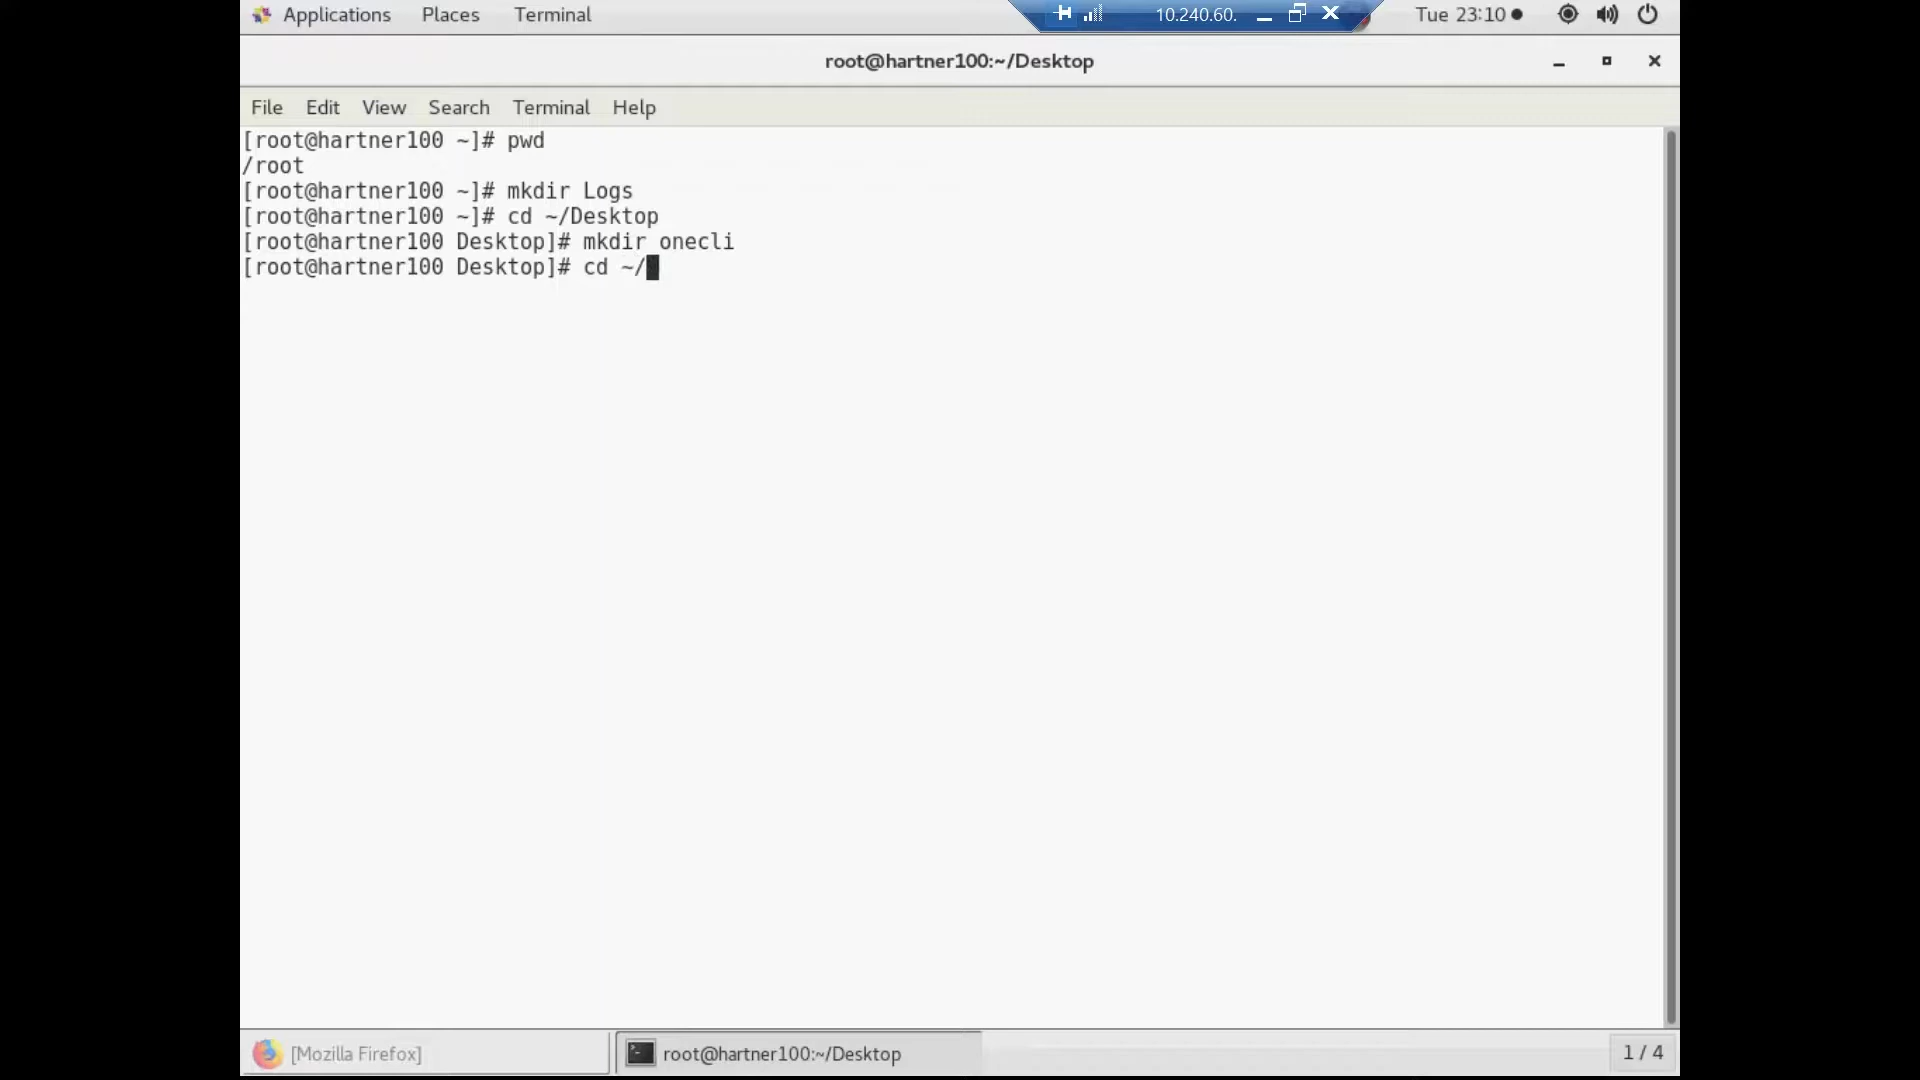 Applications Places Terminal 10.240.60. Tue 23:10
root@hartner100:~/Desktop
File Edit View Search Terminal Help
[root@hartner100 ~]# pwd
/root
[root@hartner100 ~]# mkdir Logs
[root@hartner100 ~]# cd ~/Desktop
[root@hartner100 Desktop]# mkdir onecli
[root@hartner100 Desktop]# cd ~/
[Mozilla Firefox] root@hartner100:~/Desktop 1 / 4